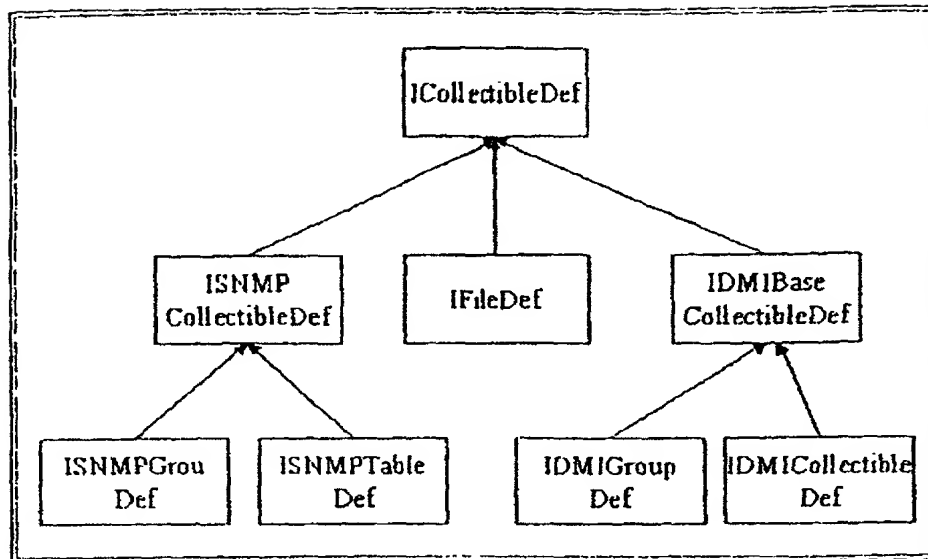 ICollectibleDef
ISNMP
CollectibleDef
IFileDef
IDMIBase
CollectibleDef
ISNMPGrou
Def
ISNMPTable
Def
IDMIGroup
Def
IDMICollectible
Def